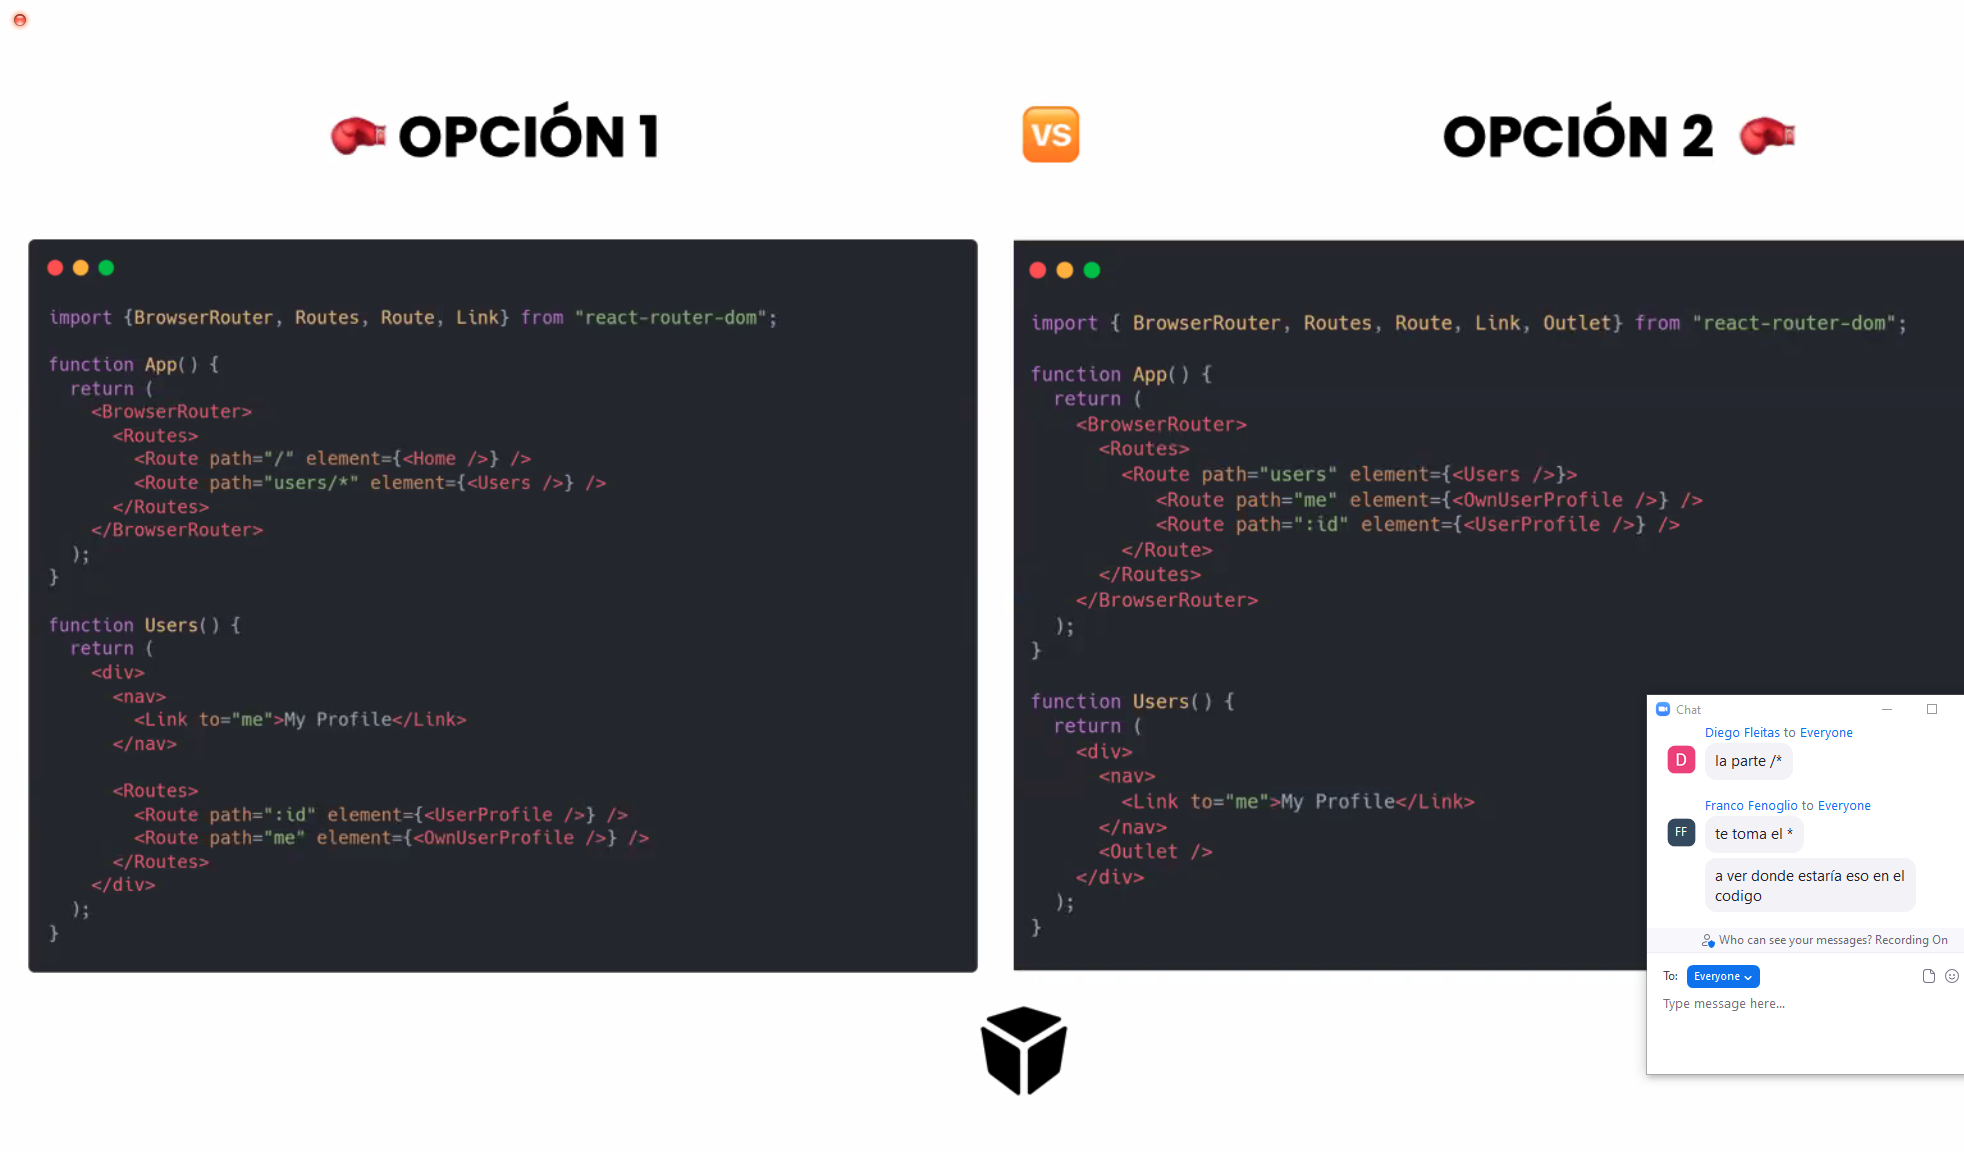 OPCIÓN 1
VS
OPCIÓN 2
import {BrowserRouter, Routes, Route, Link} from "react-router-dom";
function App() {
  return (
    <BrowserRouter>
      <Routes>
        <Route path="/" element={<Home />} />
        <Route path="users/*" element={<Users />} />
      </Routes>
    </BrowserRouter>
  );
}
function Users() {
  return (
    <div>
      <nav>
        <Link to="me">My Profile</Link>
      </nav>
      <Routes>
        <Route path=":id" element={<UserProfile />} />
        <Route path="me" element={<OwnUserProfile />} />
      </Routes>
    </div>
  );
}
import { BrowserRouter, Routes, Route, Link, Outlet} from "react-router-dom";
function App() {
  return (
    <BrowserRouter>
      <Routes>
        <Route path="users" element={<Users />}>
           <Route path="me" element={<OwnUserProfile />} />
           <Route path=":id" element={<UserProfile />} />
        </Route>
      </Routes>
    </BrowserRouter>
  );
}
function Users() {
  return (
    <div>
      <nav>
        <Link to="me">My Profile</Link>
      </nav>
      <Outlet />
    </div>
  );
}
Chat
Diego Fleitas to Everyone
D
la parte /*
Franco Fenoglio to Everyone
FF
te toma el *
a ver donde estaría eso en el
codigo
Who can see your messages? Recording On
To: Everyone
Type message here...